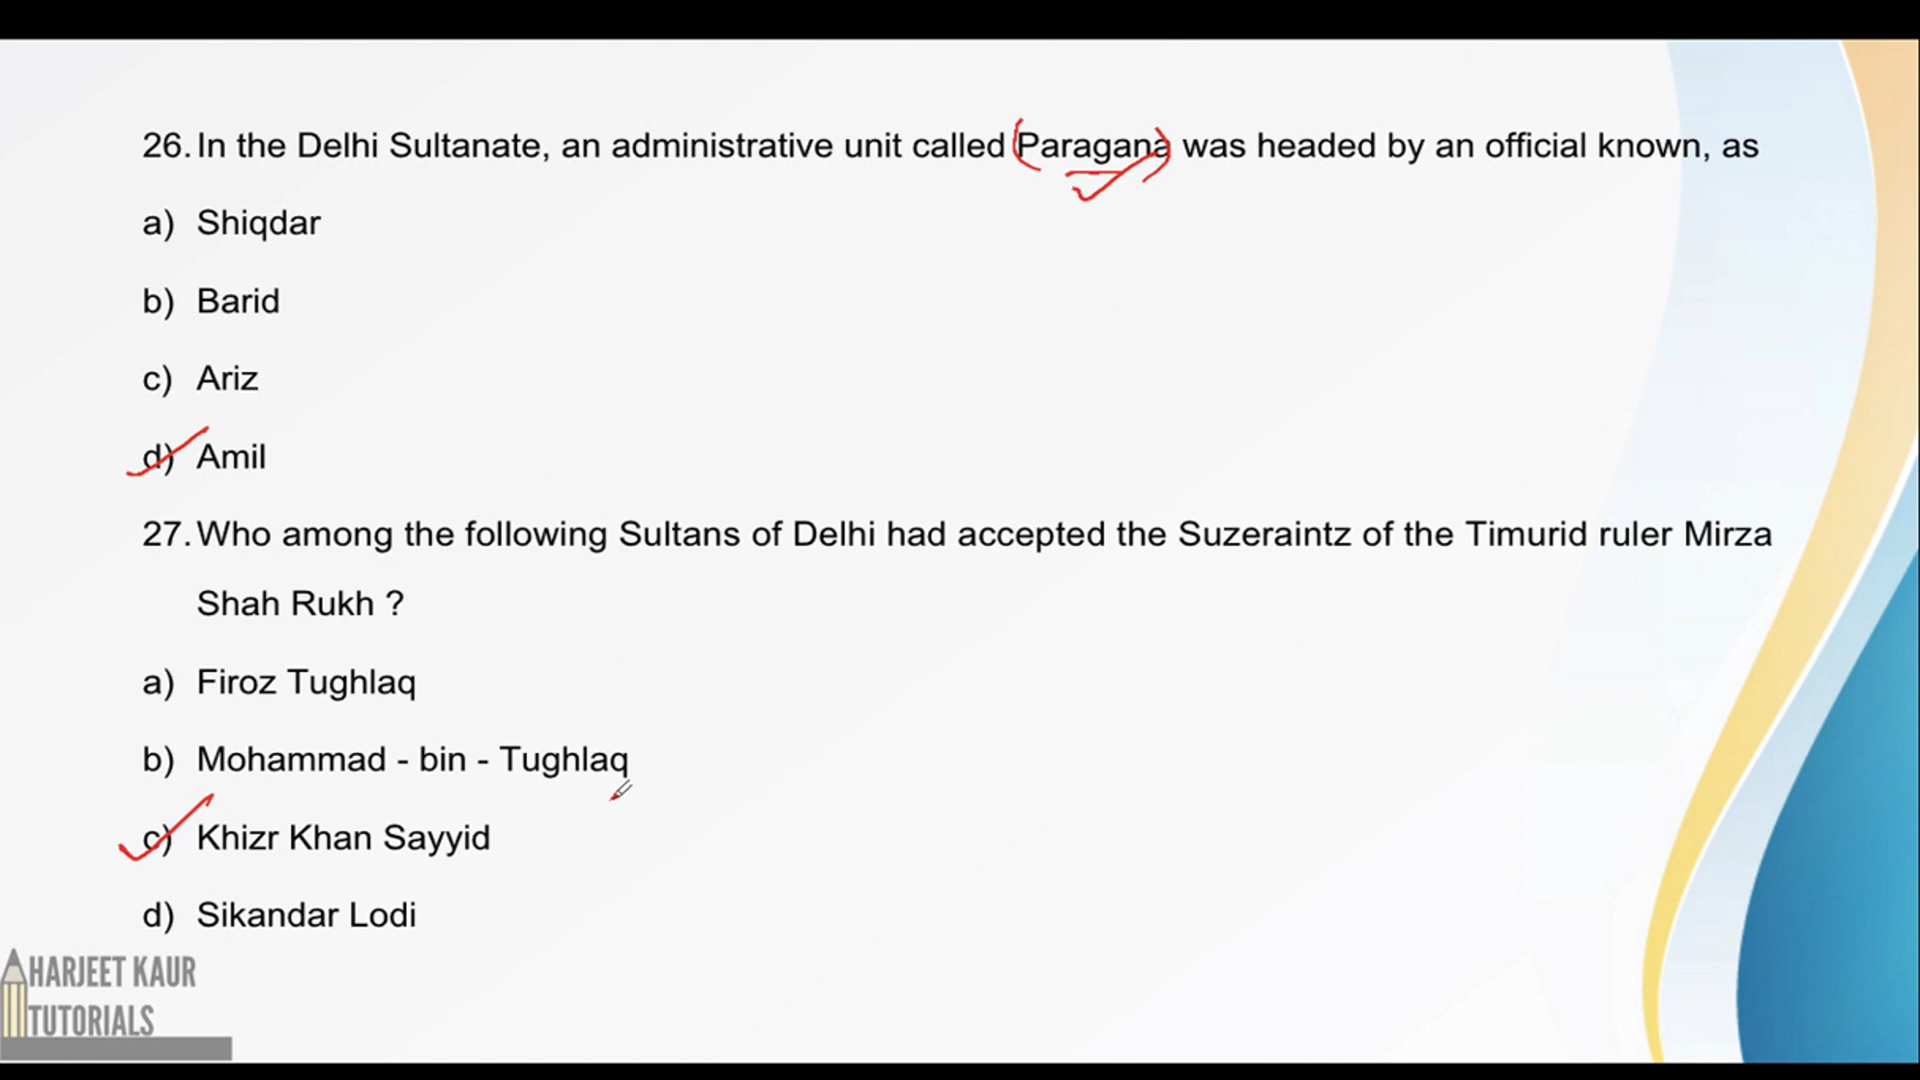 26. In the Delhi Sultanate, an administrative unit called Paragana was headed by an official known, as
a) Shiqdar
b) Barid
c) Ariz
d) Amil
27. Who among the following Sultans of Delhi had accepted the Suzeraintz of the Timurid ruler Mirza
Shah Rukh ?
a) Firoz Tughlaq
b) Mohammad - bin - Tughlaq
c) Khizr Khan Sayyid
d) Sikandar Lodi
HARJEET KAUR
TUTORIALS